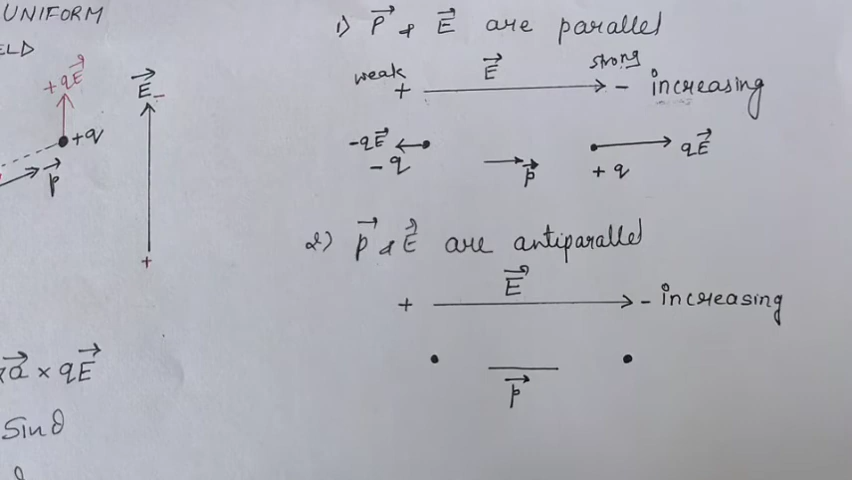 UNIFORM
ELD
+qE⃗
E⃗
-
+q
p⃗
+
a⃗ × qE⃗
Sinθ
1) P⃗ & E⃗ are parallel
weak E⃗ strong
+ - increasing
-qE⃗ qE⃗
-q p⃗ +q
2) p⃗ & E⃗ are antiparallel
E⃗
+ - increasing
p⃗